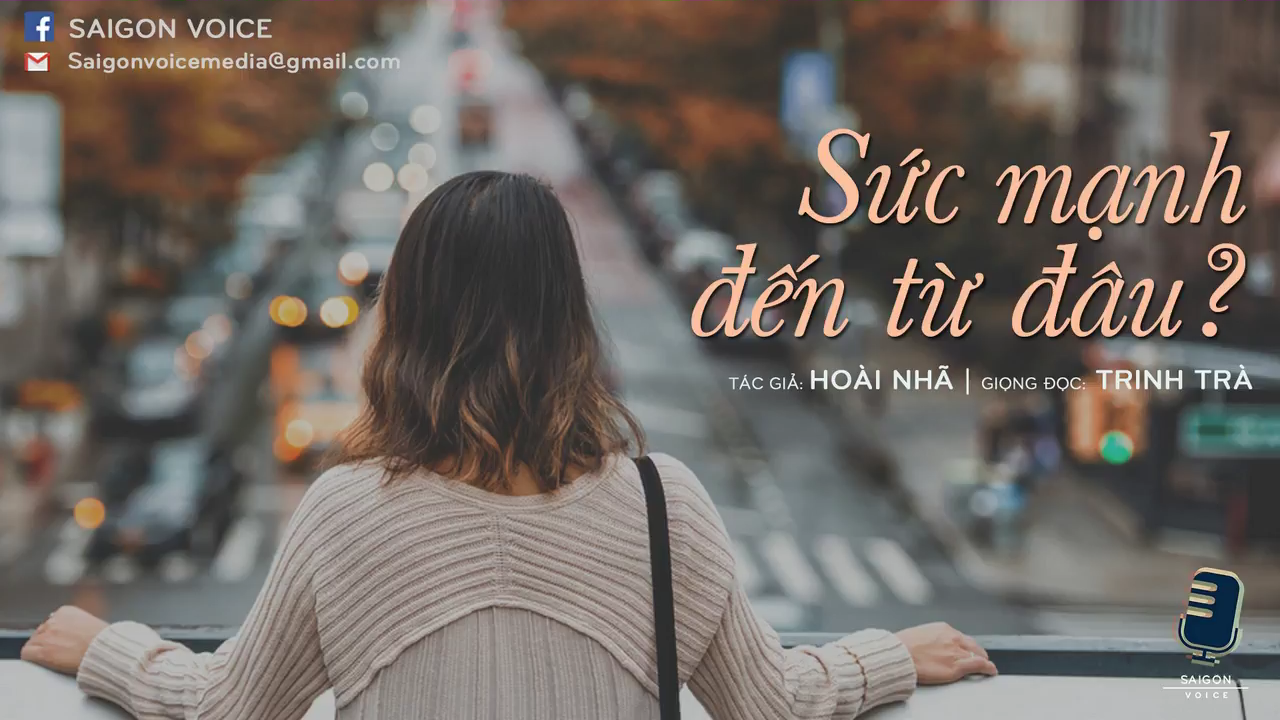 SAIGON VOICE
Saigonvoicemedia@gmail.com
Sức mạnh
đến từ đâu?
TÁC GIẢ: HOÀI NHÃ | GIỌNG ĐỌC: TRINH TRÀ
SAIGON
VOICE